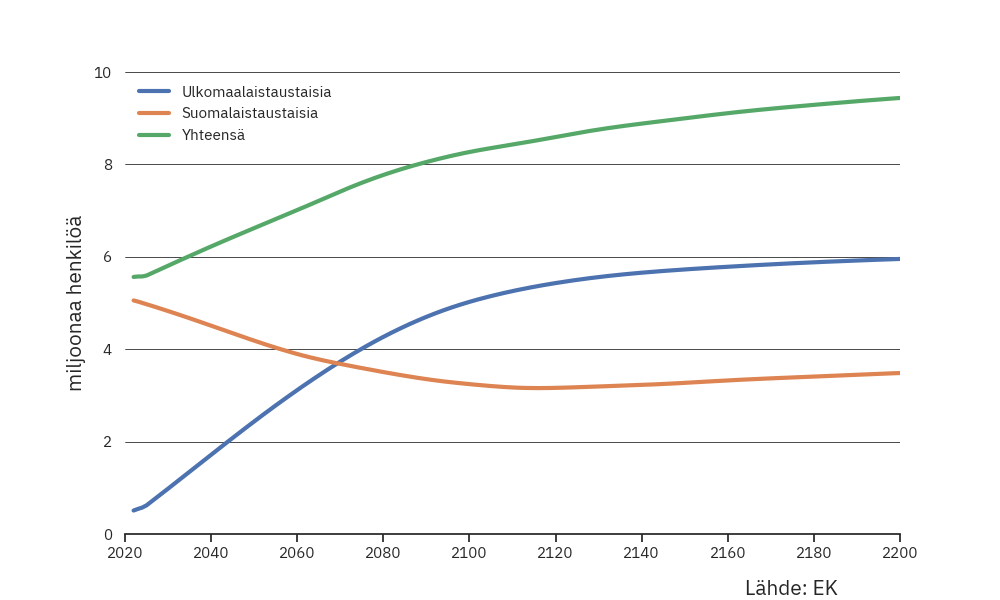 10
8
6
4
2
0
miljoonaa henkilöä
Ulkomaalaistaustaisia
Suomalaistaustaisia
Yhteensä
2020 2040 2060 2080 2100 2120 2140 2160 2180 2200
Lähde: EK